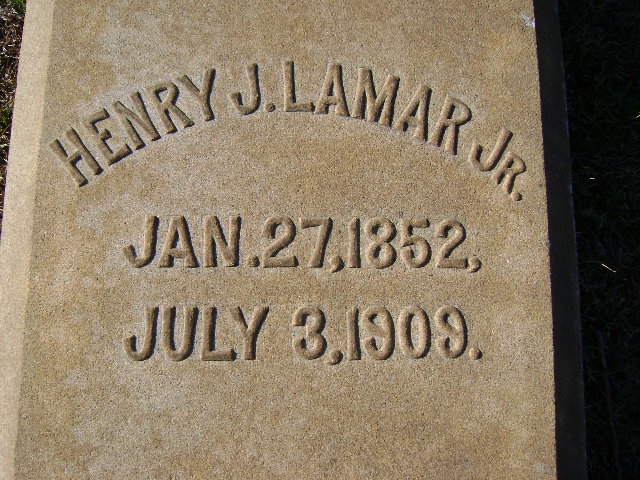 HENRY J. LAMAR JR.
JAN. 27, 1852,
JULY 3, 1909.